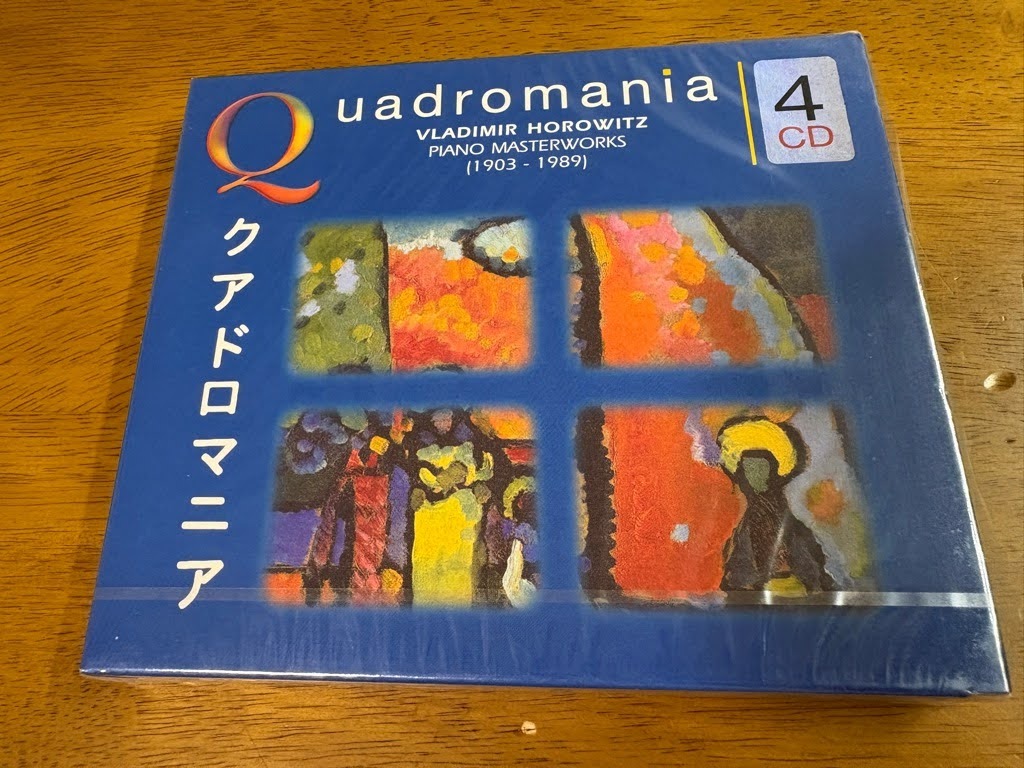 Quadromania
VLADIMIR HOROWITZ
PIANO MASTERWORKS
(1903 - 1989)
4
CD
クアドロマニア